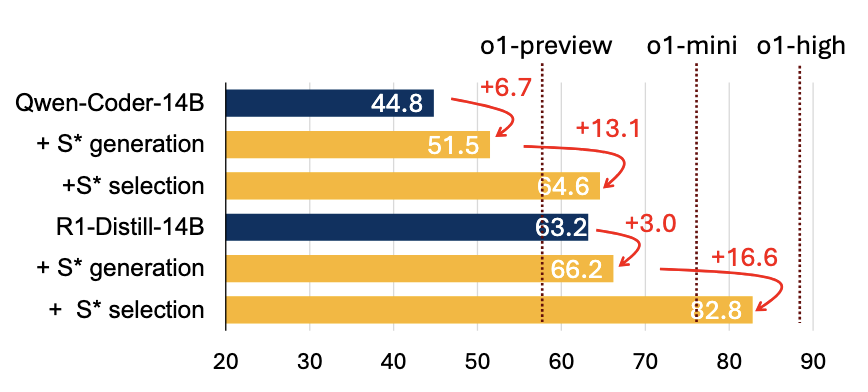 o1-preview o1-mini o1-high
Qwen-Coder-14B 44.8 +6.7
+ S* generation 51.5 +13.1
+S* selection 64.6
R1-Distill-14B 63.2 +3.0
+ S* generation 66.2 +16.6
+ S* selection 82.8
20 30 40 50 60 70 80 90